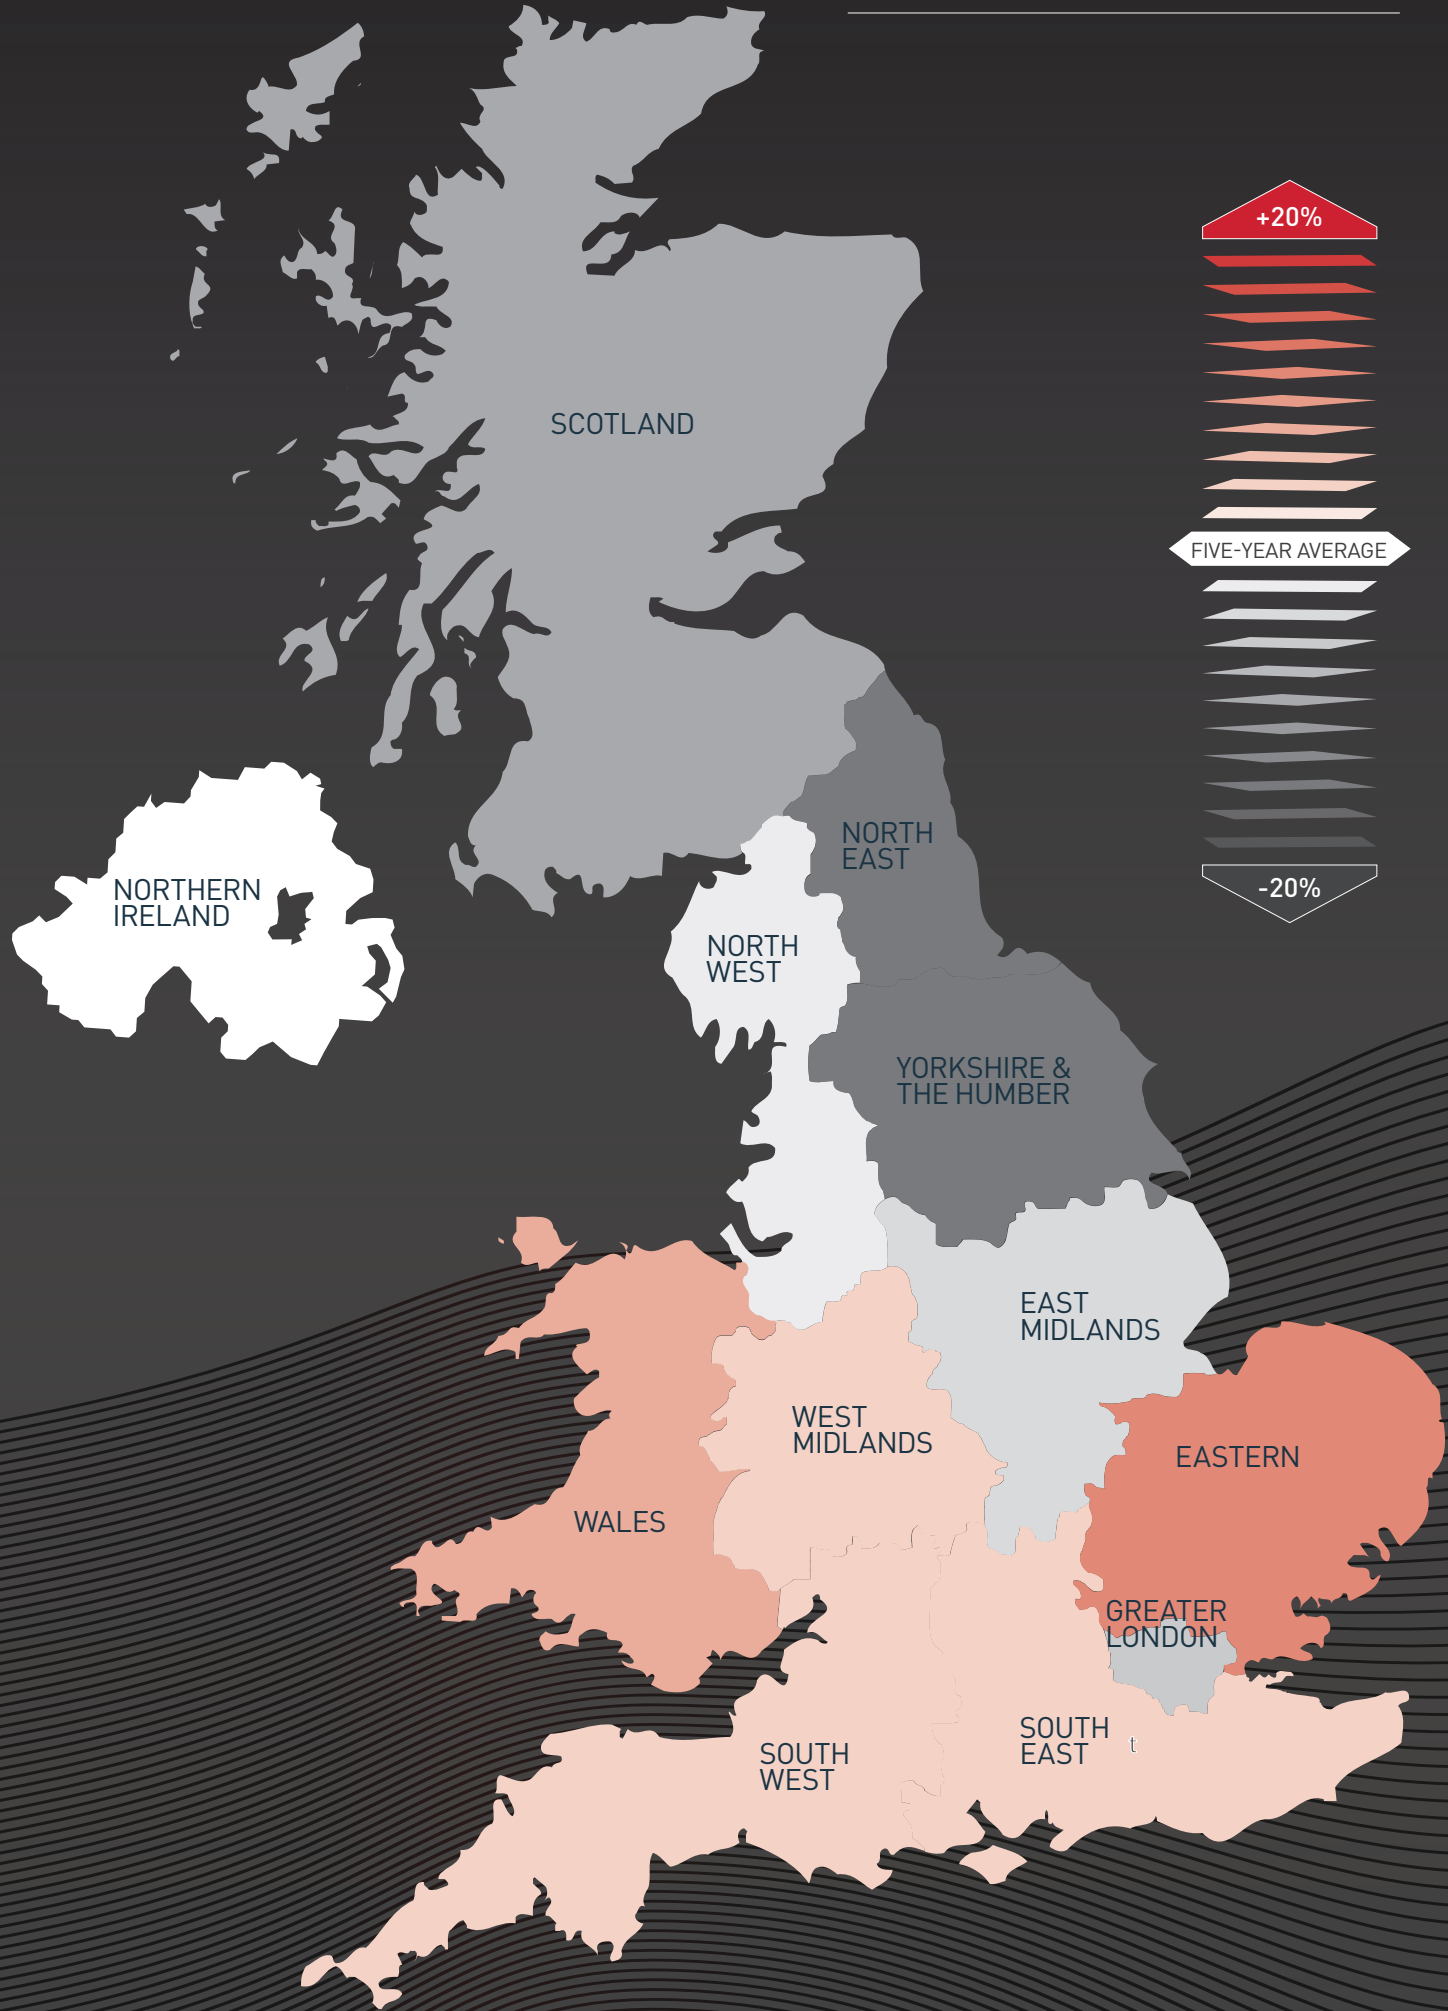 +20%
SCOTLAND
FIVE-YEAR AVERAGE
NORTH
EAST
-20%
NORTHERN
IRELAND
NORTH
WEST
YORKSHIRE &
THE HUMBER
EAST
MIDLANDS
WEST
MIDLANDS
EASTERN
WALES
GREATER
LONDON
SOUTH
EAST
t
SOUTH
WEST